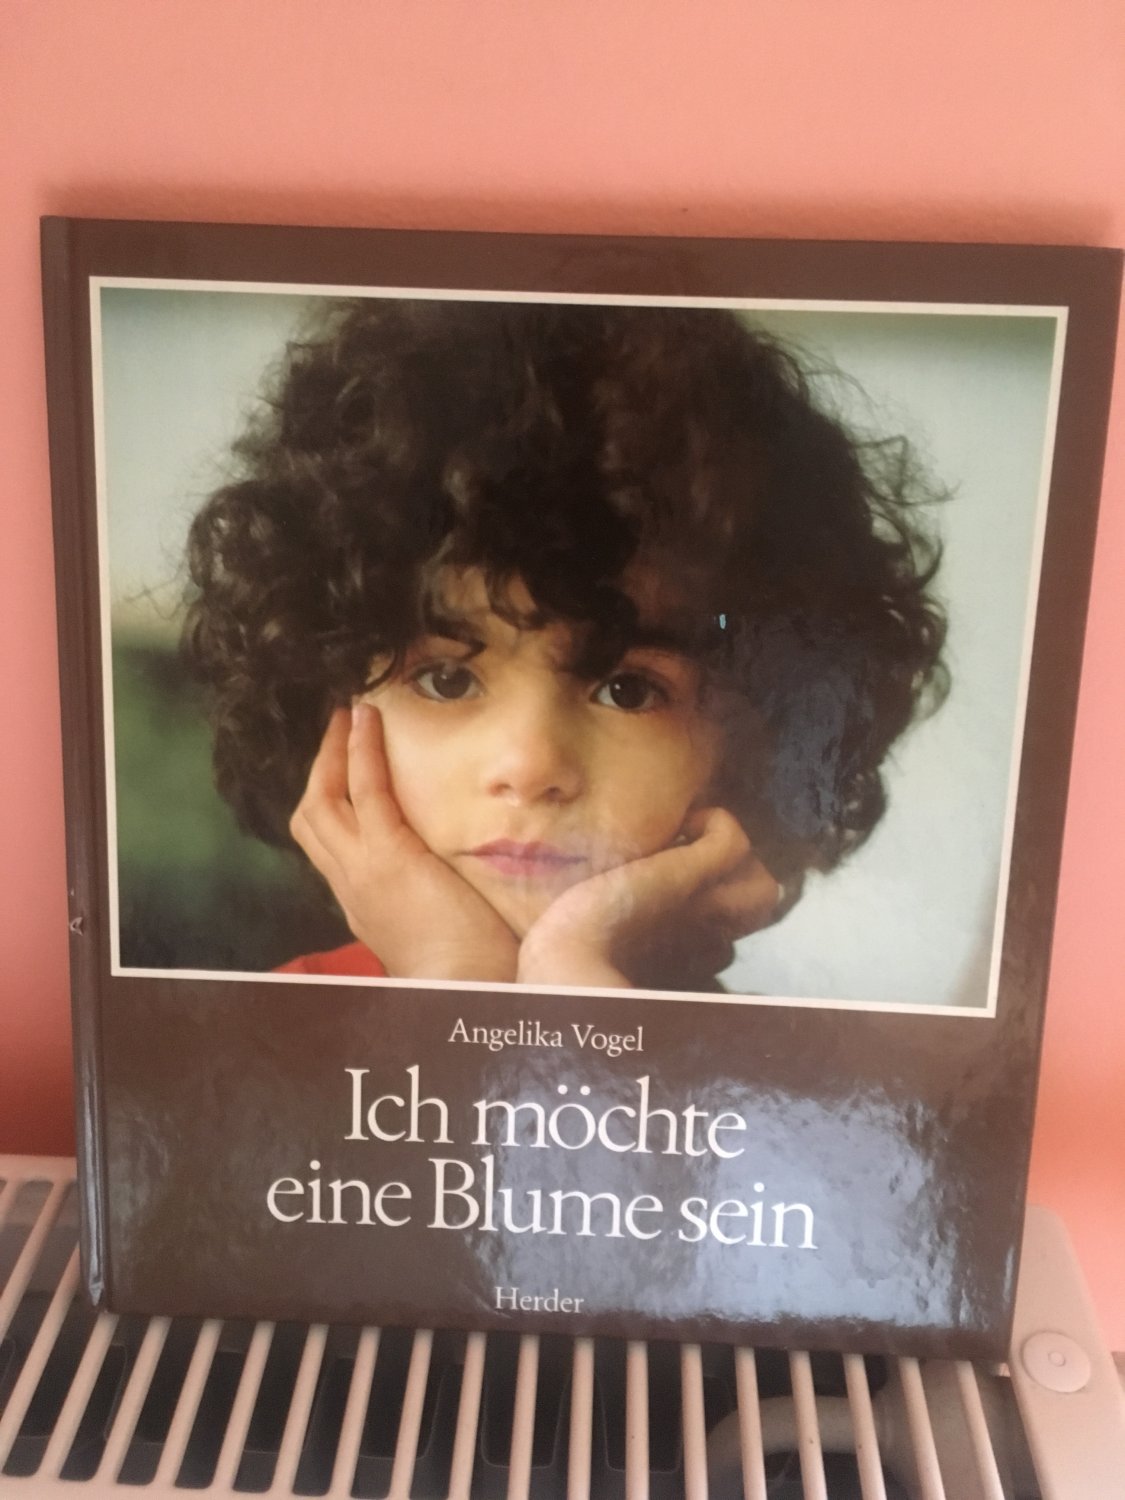 Angelika Vogel
Ich möchte
eine Blume sein
Herder